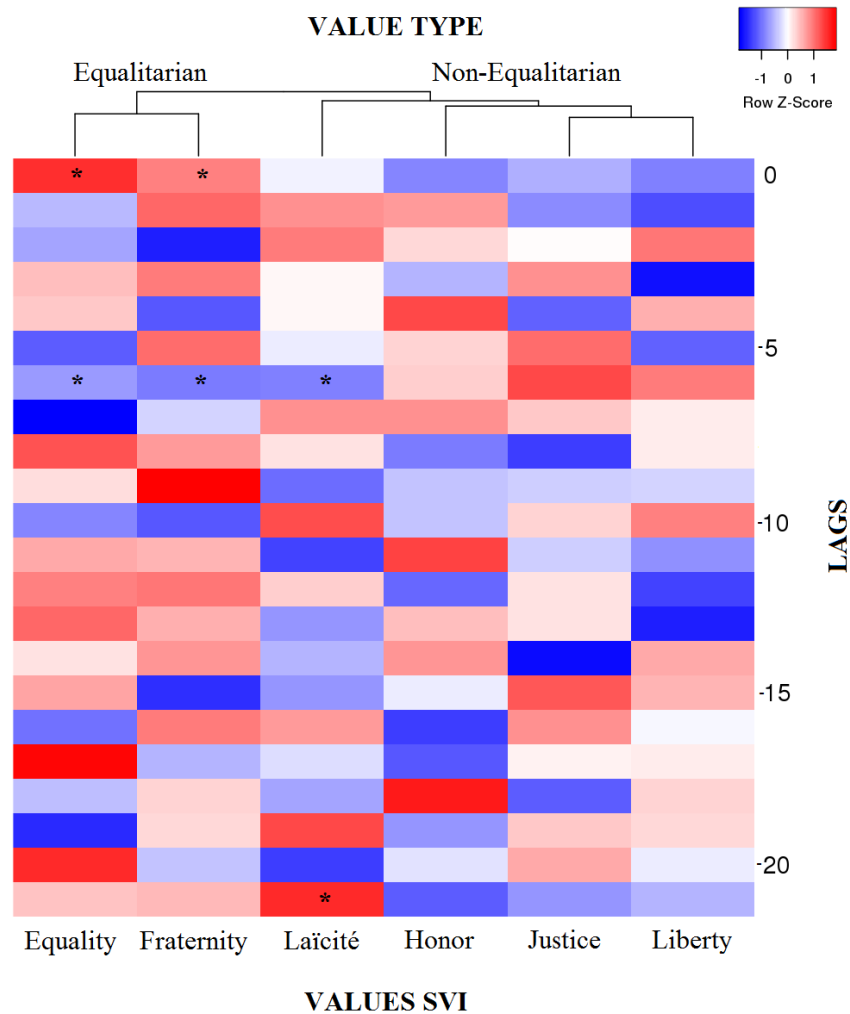 VALUE TYPE
Equalitarian Non-Equalitarian
-1 0 1
Row Z-Score
* * 0
-5
* * *
-10
LAGS
-15
-20
*
Equality Fraternity Laïcité Honor Justice Liberty
VALUES SVI